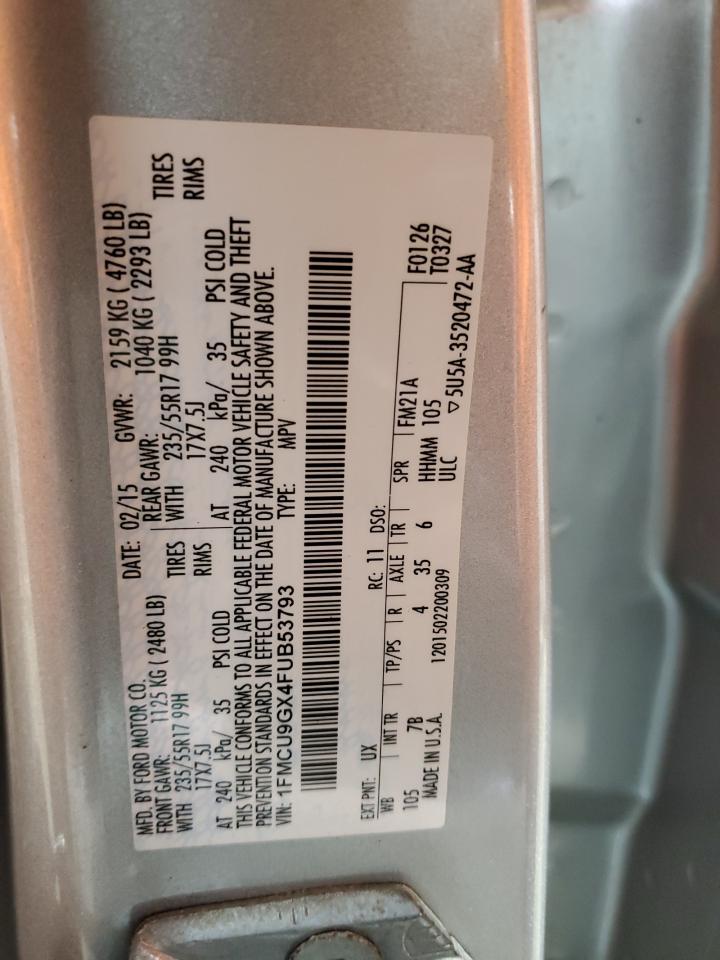 MFD. BY FORD MOTOR CO. DATE: 02/15 GVWR: 2159 KG ( 4760 LB)
FRONT GAWR: 1125 KG ( 2480 LB) REAR GAWR: 1040 KG ( 2293 LB)
WITH 235/55R17 99H TIRES WITH 235/55R17 99H TIRES
17X7.5J RIMS 17X7.5J RIMS
AT 240 kPa/ 35 PSI COLD AT 240 kPa/ 35 PSI COLD
THIS VEHICLE CONFORMS TO ALL APPLICABLE FEDERAL MOTOR VEHICLE SAFETY AND THEFT
PREVENTION STANDARDS IN EFFECT ON THE DATE OF MANUFACTURE SHOWN ABOVE.
VIN: 1FMCU9GX4FUB53793 TYPE: MPV
EXT PNT: UX RC: 11 DSO:
WB INT TR TP/PS R AXLE TR SPR FM21A F0126
105 7B 4 35 6 HHMM 105 T0327
MADE IN U.S.A. 1201502200309 ULC ▽5U5A-3520472-AA